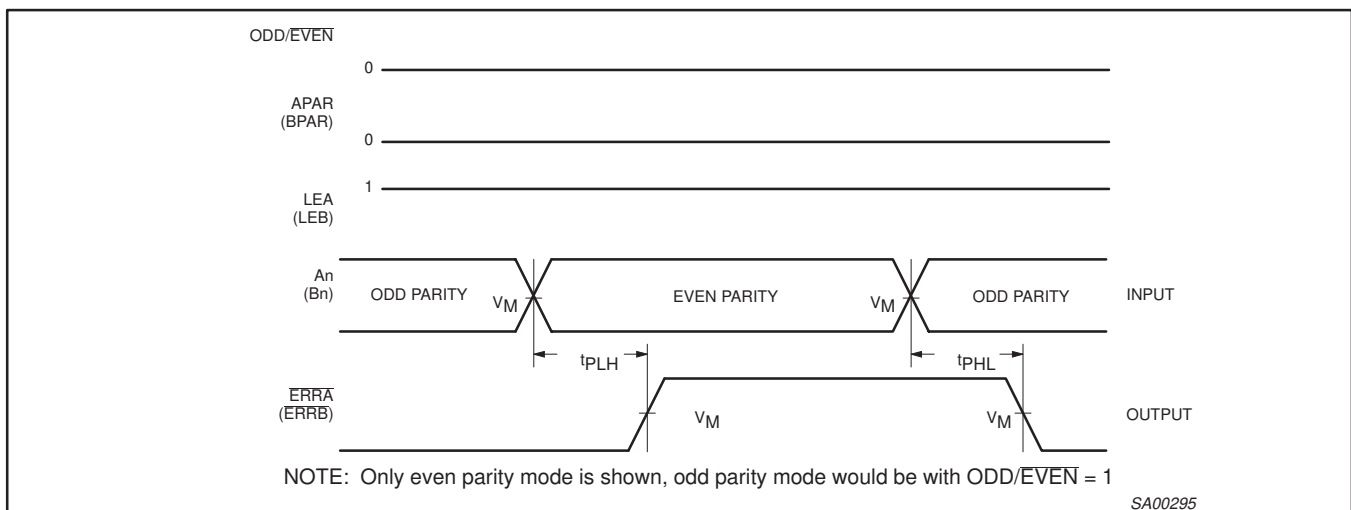 ODD/EVEN
0
APAR
(BPAR)
0
1
LEA
(LEB)
An
(Bn)
ODD PARITY
VM
EVEN PARITY
VM
ODD PARITY
INPUT
tPLH
tPHL
ERRA
(ERRB)
VM
VM
OUTPUT
NOTE: Only even parity mode is shown, odd parity mode would be with ODD/EVEN = 1
SA00295